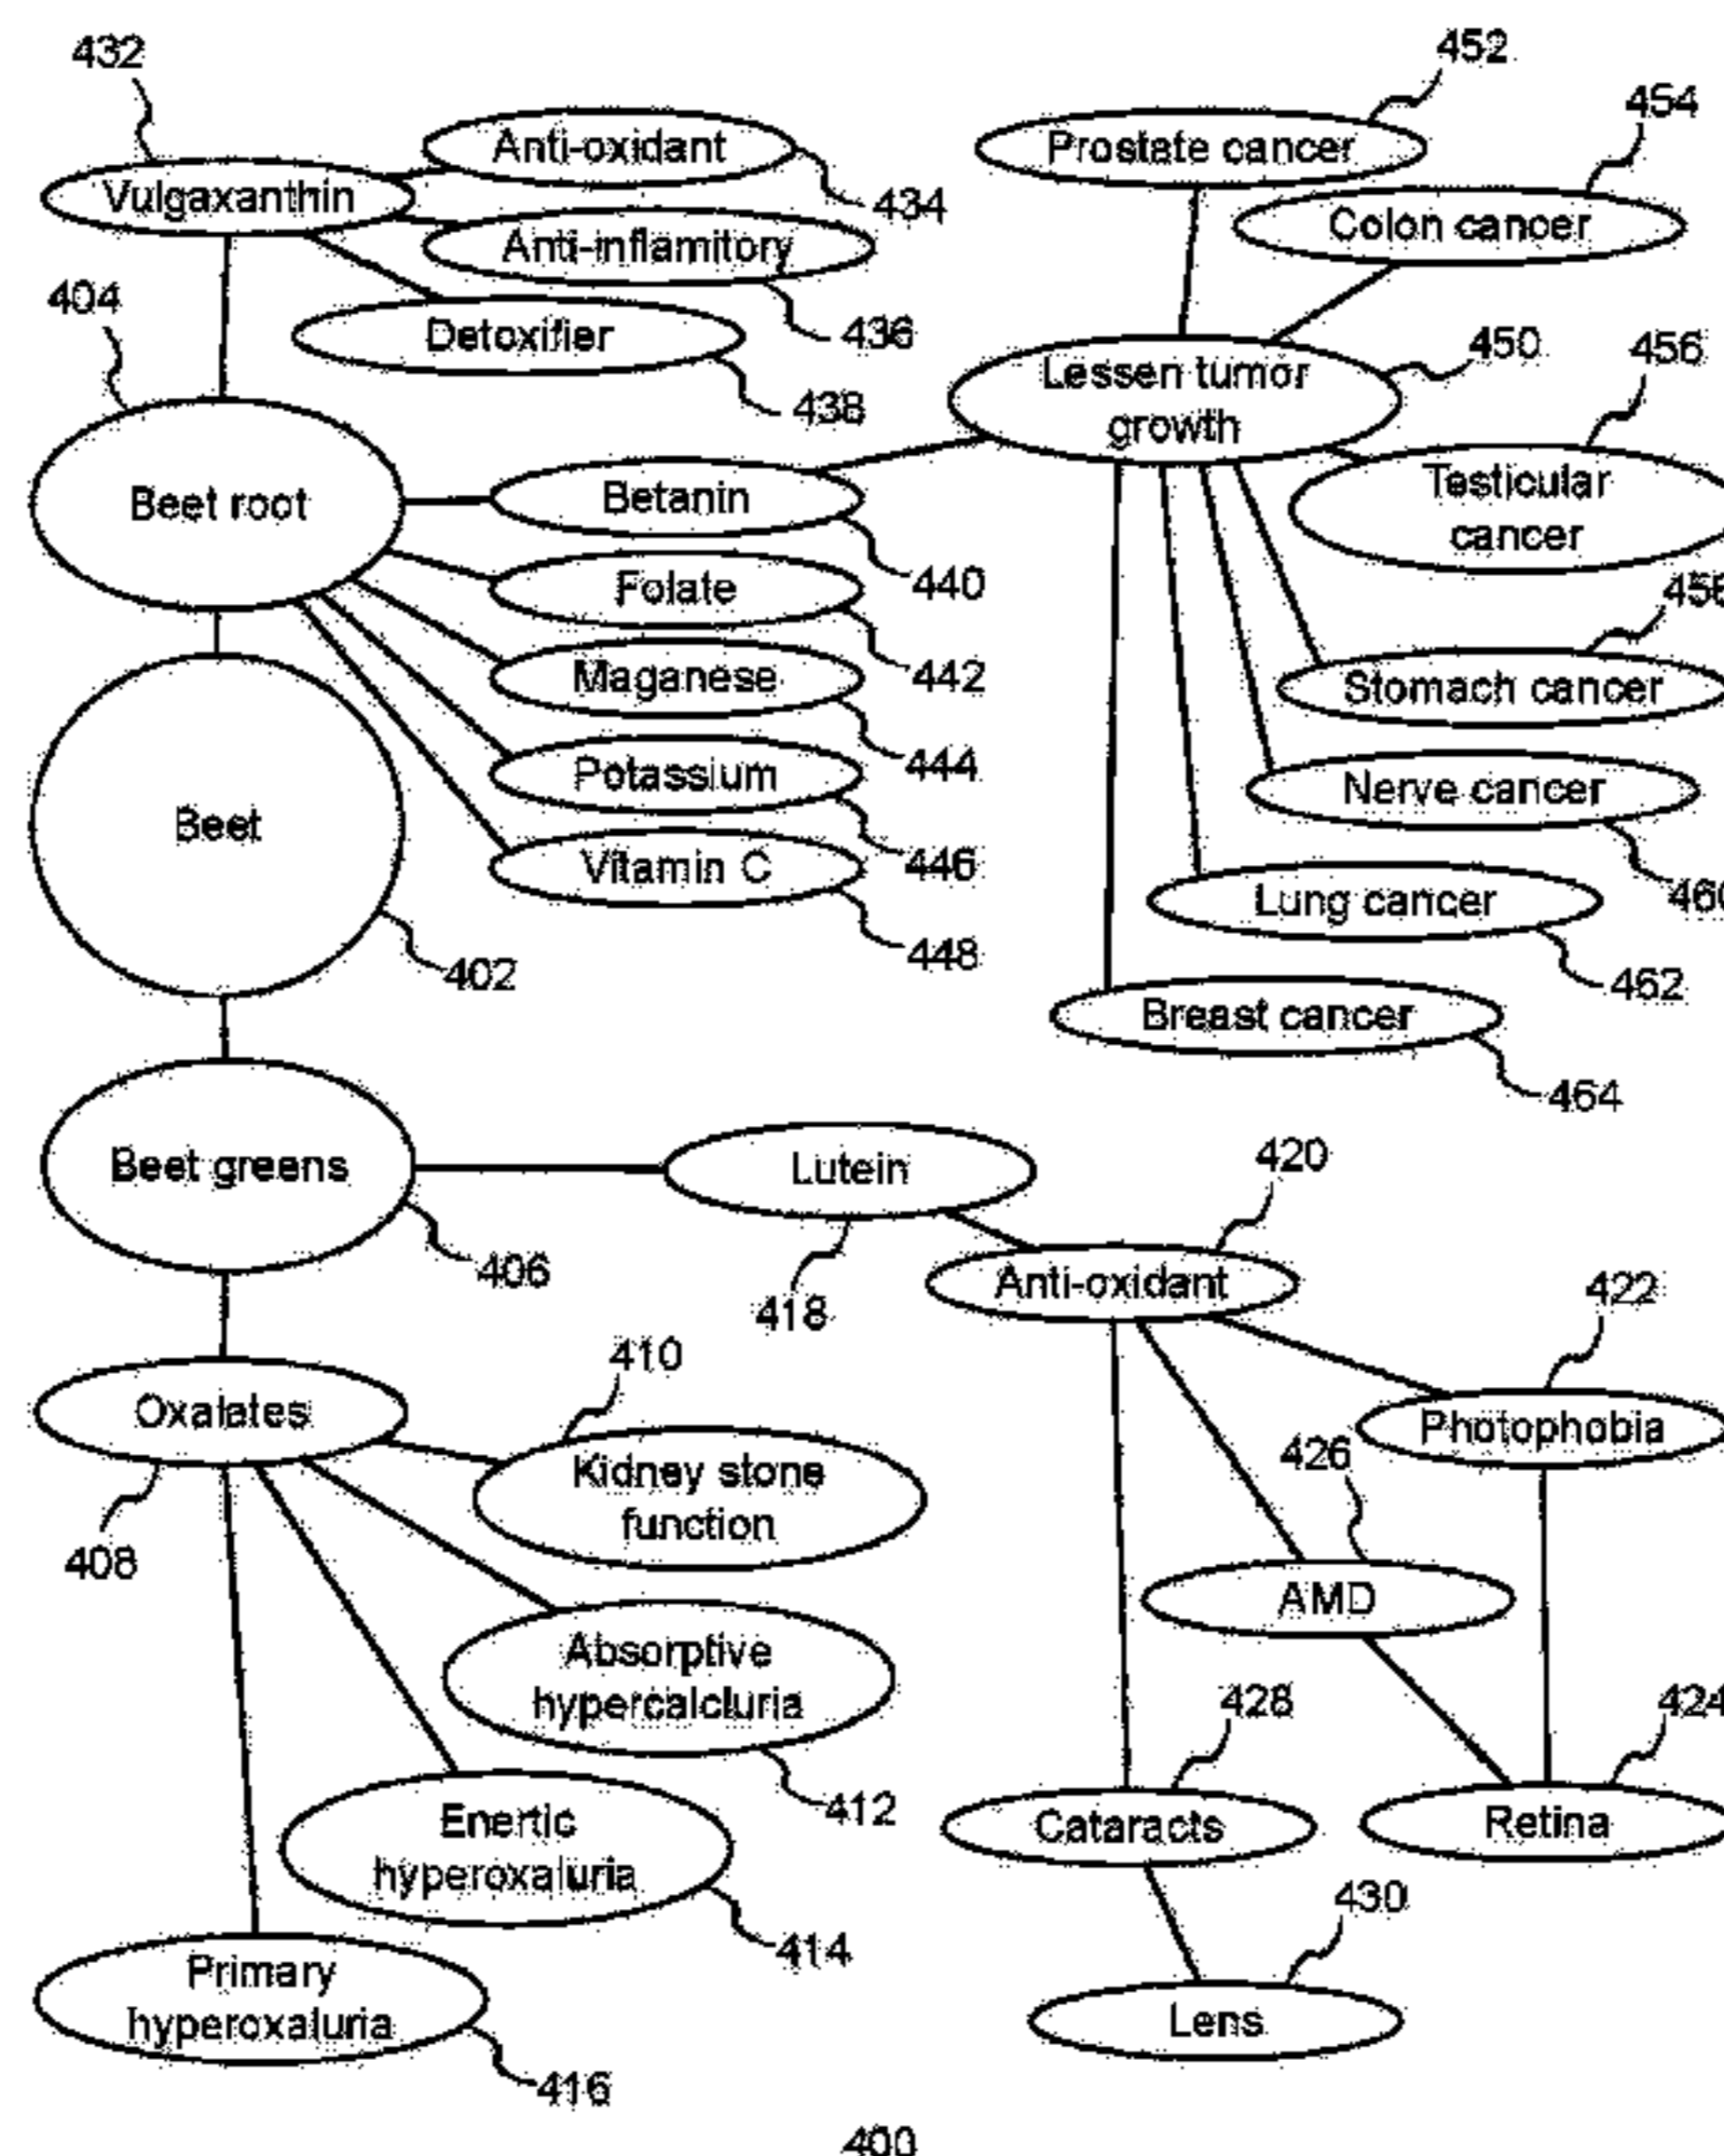 432
Vulgaxanthin
Anti-oxidant
434
Anti-inflamitory
436
Detoxifier
438
404
Beet root
Betanin
440
Folate
442
Maganese
444
Potassium
446
Vitamin C
448
Beet
402
452
Prostate cancer
454
Colon cancer
450
Lessen tumor
growth
456
Testicular
cancer
Stomach cancer
Nerve cancer
Lung cancer
462
Breast cancer
464
Beet greens
406
Lutein
418
420
Anti-oxidant
422
Photophobia
426
AMD
424
Retina
428
Cataracts
430
Lens
Oxalates
408
410
Kidney stone
function
Absorptive
hypercalcluria
412
Enertic
hyperoxaluria
414
Primary
hyperoxaluria
416
400